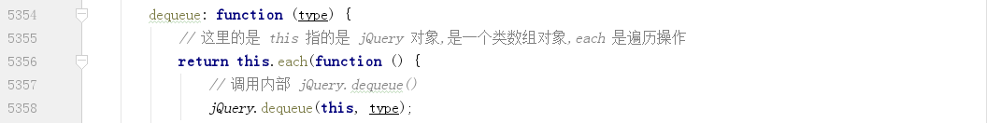 5354 dequeue: function (type) {
5355 // 这里的是 this 指的是 jQuery 对象,是一个类数组对象,each 是遍历操作
5356 return this.each(function () {
5357 // 调用内部 jQuery.dequeue()
5358 jQuery.dequeue(this, type);